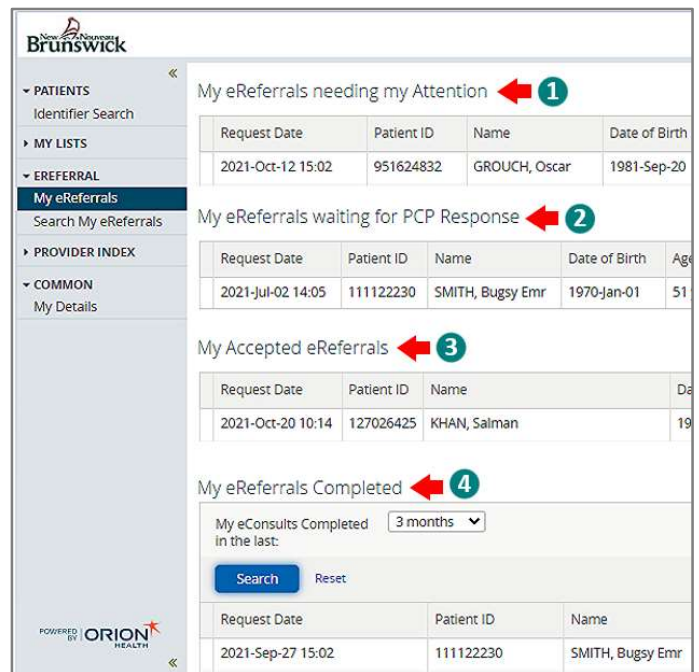 New Nouveau
Brunswick
«
PATIENTS
Identifier Search
MY LISTS
EREFERRAL
My eReferrals
Search My eReferrals
PROVIDER INDEX
COMMON
My Details
POWERED BY ORION HEALTH
«
My eReferrals needing my Attention 1
Request Date Patient ID Name Date of Birth
2021-Oct-12 15:02 951624832 GROUCH, Oscar 1981-Sep-20
My eReferrals waiting for PCP Response 2
Request Date Patient ID Name Date of Birth Age
2021-Jul-02 14:05 111122230 SMITH, Bugsy Emr 1970-Jan-01 51
My Accepted eReferrals 3
Request Date Patient ID Name Da
2021-Oct-20 10:14 127026425 KHAN, Salman 19
My eReferrals Completed 4
My eConsults Completed 3 months
in the last:
Search Reset
Request Date Patient ID Name
2021-Sep-27 15:02 111122230 SMITH, Bugsy Emr